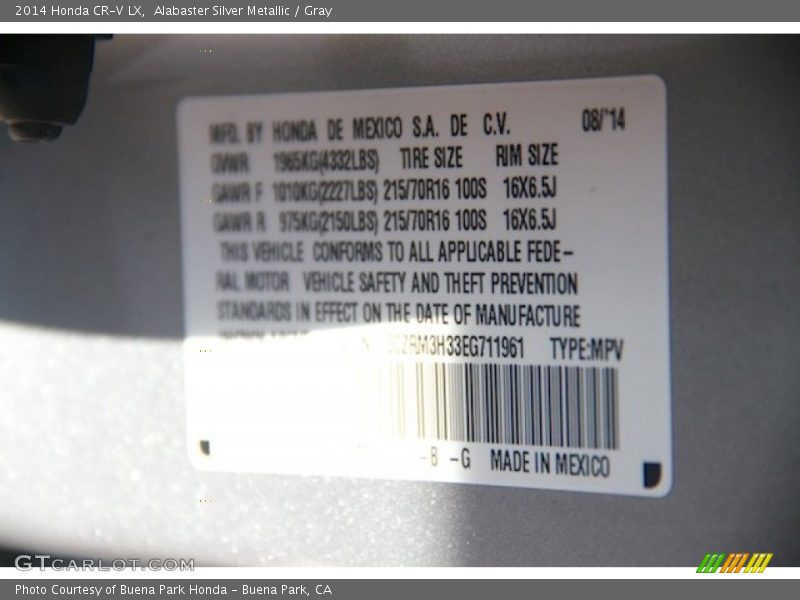 2014 Honda CR-V LX,  Alabaster Silver Metallic / Gray
MFD. BY HONDA DE MEXICO S.A. DE C.V. 08/'14
GVWR 1965KG(4332LBS) TIRE SIZE RIM SIZE
GAWR F 1010KG(2227LBS) 215/70R16 100S 16X6.5J
GAWR R 975KG(2150LBS) 215/70R16 100S 16X6.5J
THIS VEHICLE CONFORMS TO ALL APPLICABLE FEDE-
RAL MOTOR VEHICLE SAFETY AND THEFT PREVENTION
STANDARDS IN EFFECT ON THE DATE OF MANUFACTURE
TYPE:MPV
-B -G MADE IN MEXICO
GTCARLOT.COM
Photo Courtesy of Buena Park Honda - Buena Park, CA